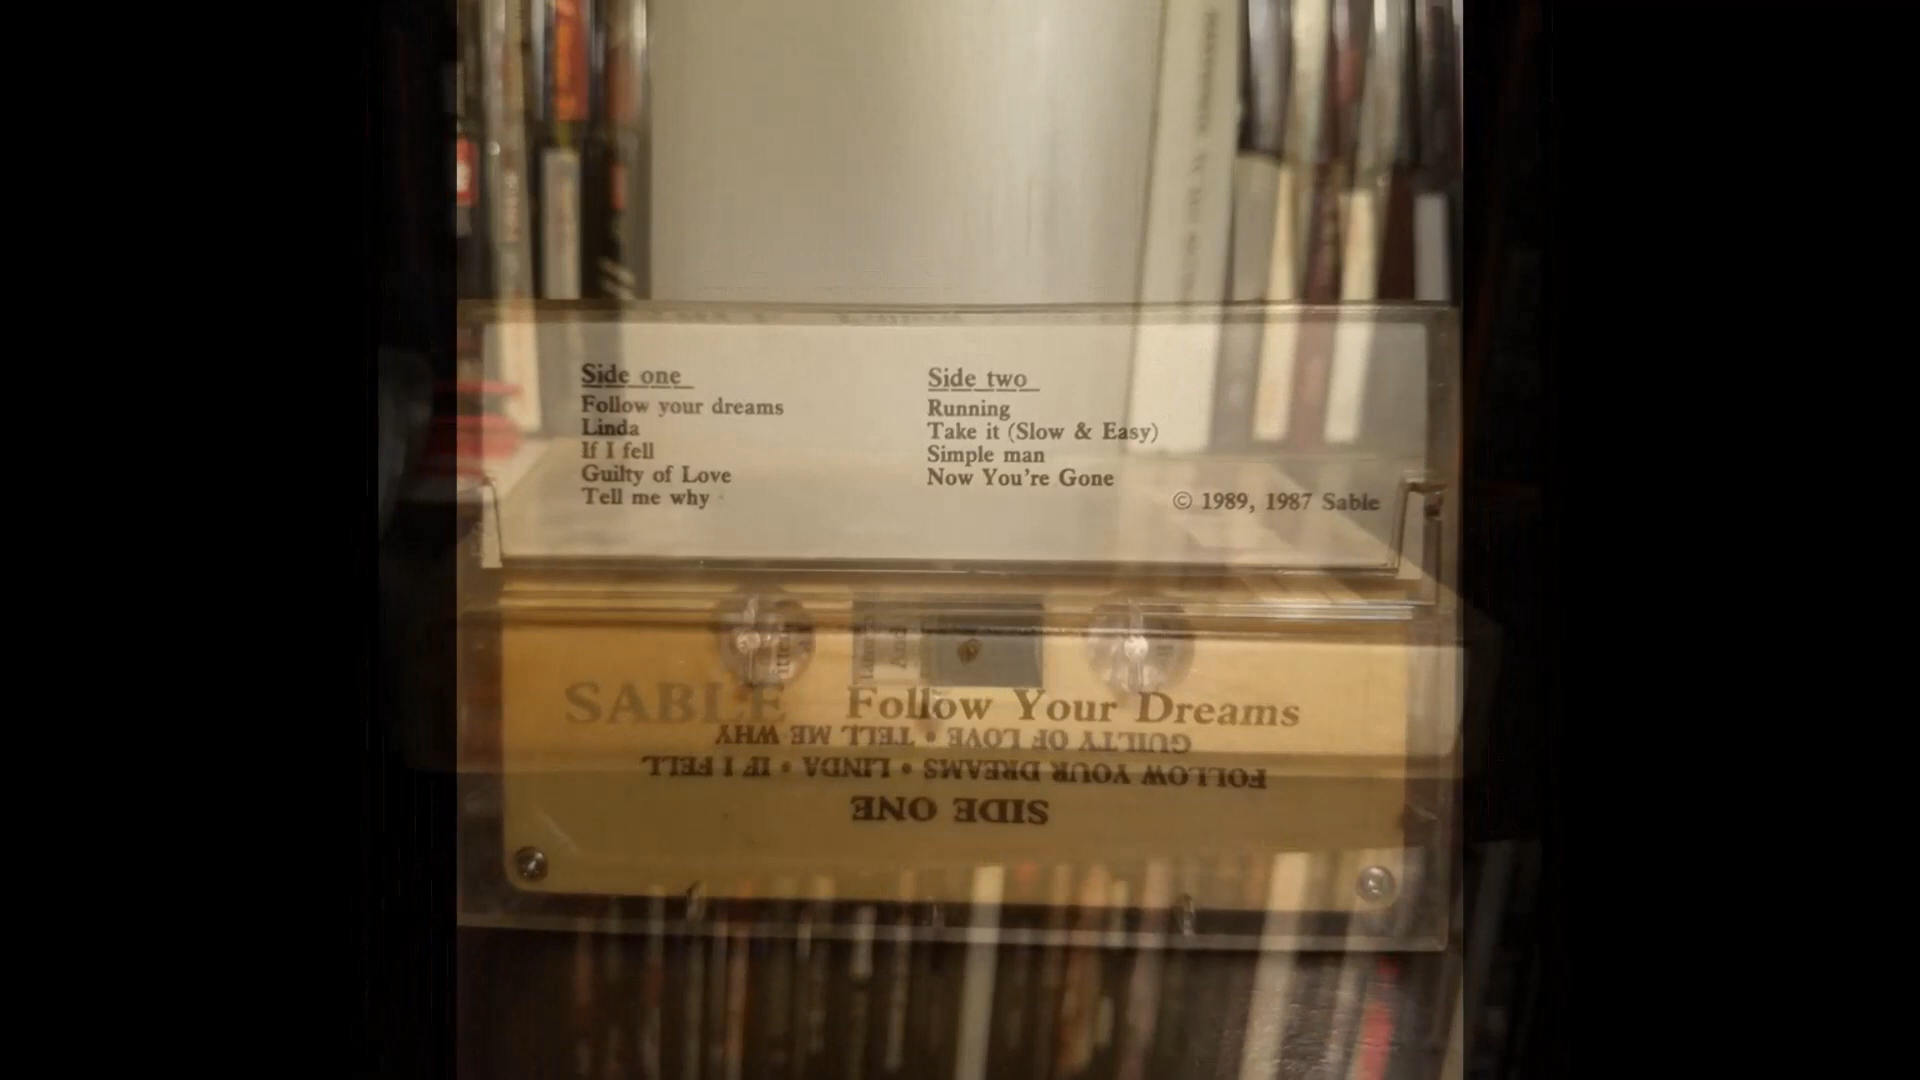 Side one
Follow your dreams
Linda
If I fell
Guilty of Love
Tell me why
Side two
Running
Take it (Slow & Easy)
Simple man
Now You're Gone
© 1989, 1987 Sable
SABLE Follow Your Dreams
SIDE ONE
FOLLOW YOUR DREAMS • LINDA • IF I FELL
GUILTY OF LOVE • TELL ME WHY